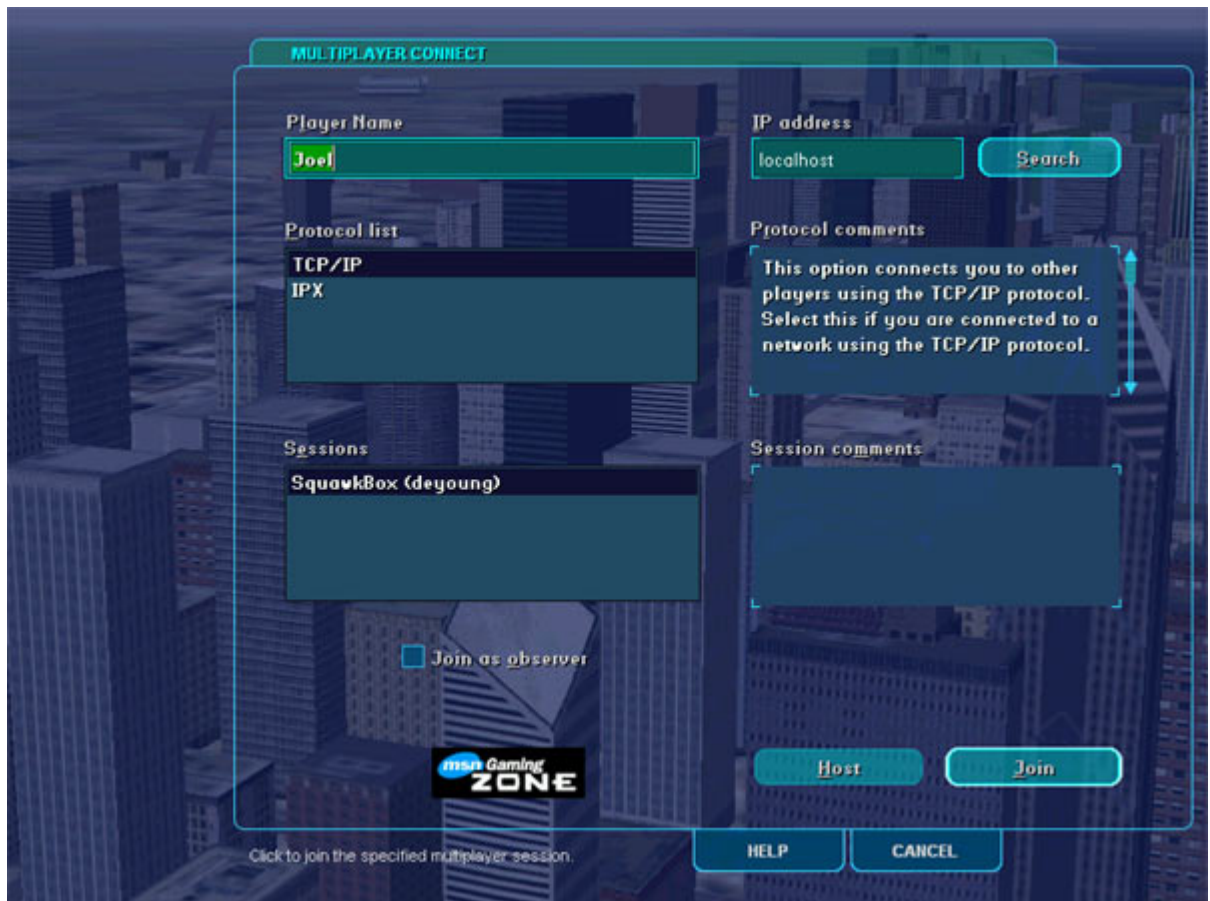 MULTIPLAYER CONNECT
Player Name
Joel
IP address
localhost
Search
Protocol list
TCP/IP
IPX
Protocol comments
This option connects you to other
players using the TCP/IP protocol.
Select this if you are connected to a
network using the TCP/IP protocol.
Sessions
SquawkBox (deyoung)
Session comments
Join as observer
msn Gaming
ZONE
Host
Join
Click to join the specified multiplayer session.
HELP
CANCEL